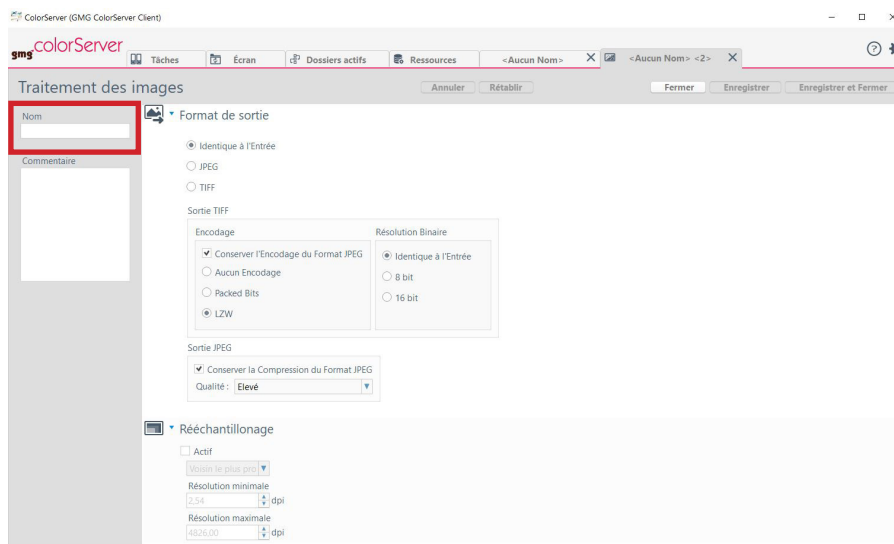 ColorServer (GMG ColorServer Client)
gmg colorServer
Tâches
Écran
Dossiers actifs
Ressources
<Aucun Nom>
<Aucun Nom> <2>
Traitement des images
Annuler
Rétablir
Fermer
Enregistrer
Enregistrer et Fermer
Nom
Commentaire
Format de sortie
Identique à l'Entrée
JPEG
TIFF
Sortie TIFF
Encodage
Conserver l'Encodage du Format JPEG
Aucun Encodage
Packed Bits
LZW
Résolution Binaire
Identique à l'Entrée
8 bit
16 bit
Sortie JPEG
Conserver la Compression du Format JPEG
Qualité : Elevé
Rééchantillonage
Actif
Voisin le plus pro
Résolution minimale
2,54 dpi
Résolution maximale
4826,00 dpi